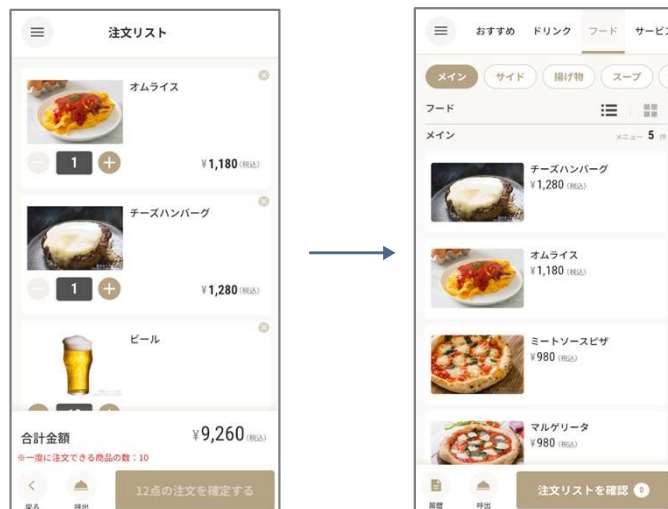 注文リスト
オムライス
1
¥1,180(税込)
チーズハンバーグ
1
¥1,280(税込)
ビール
合計金額
¥9,260(税込)
※一度に注文できる商品の数:10
戻る
呼出
12点の注文を確定する
おすすめ ドリンク フード サービス
メイン サイド 揚げ物 スープ
フード
メイン
メニュー 5 件
チーズハンバーグ
¥1,280(税込)
オムライス
¥1,180(税込)
ミートソースピザ
¥980(税込)
マルゲリータ
¥980(税込)
履歴
呼出
注文リストを確認 0